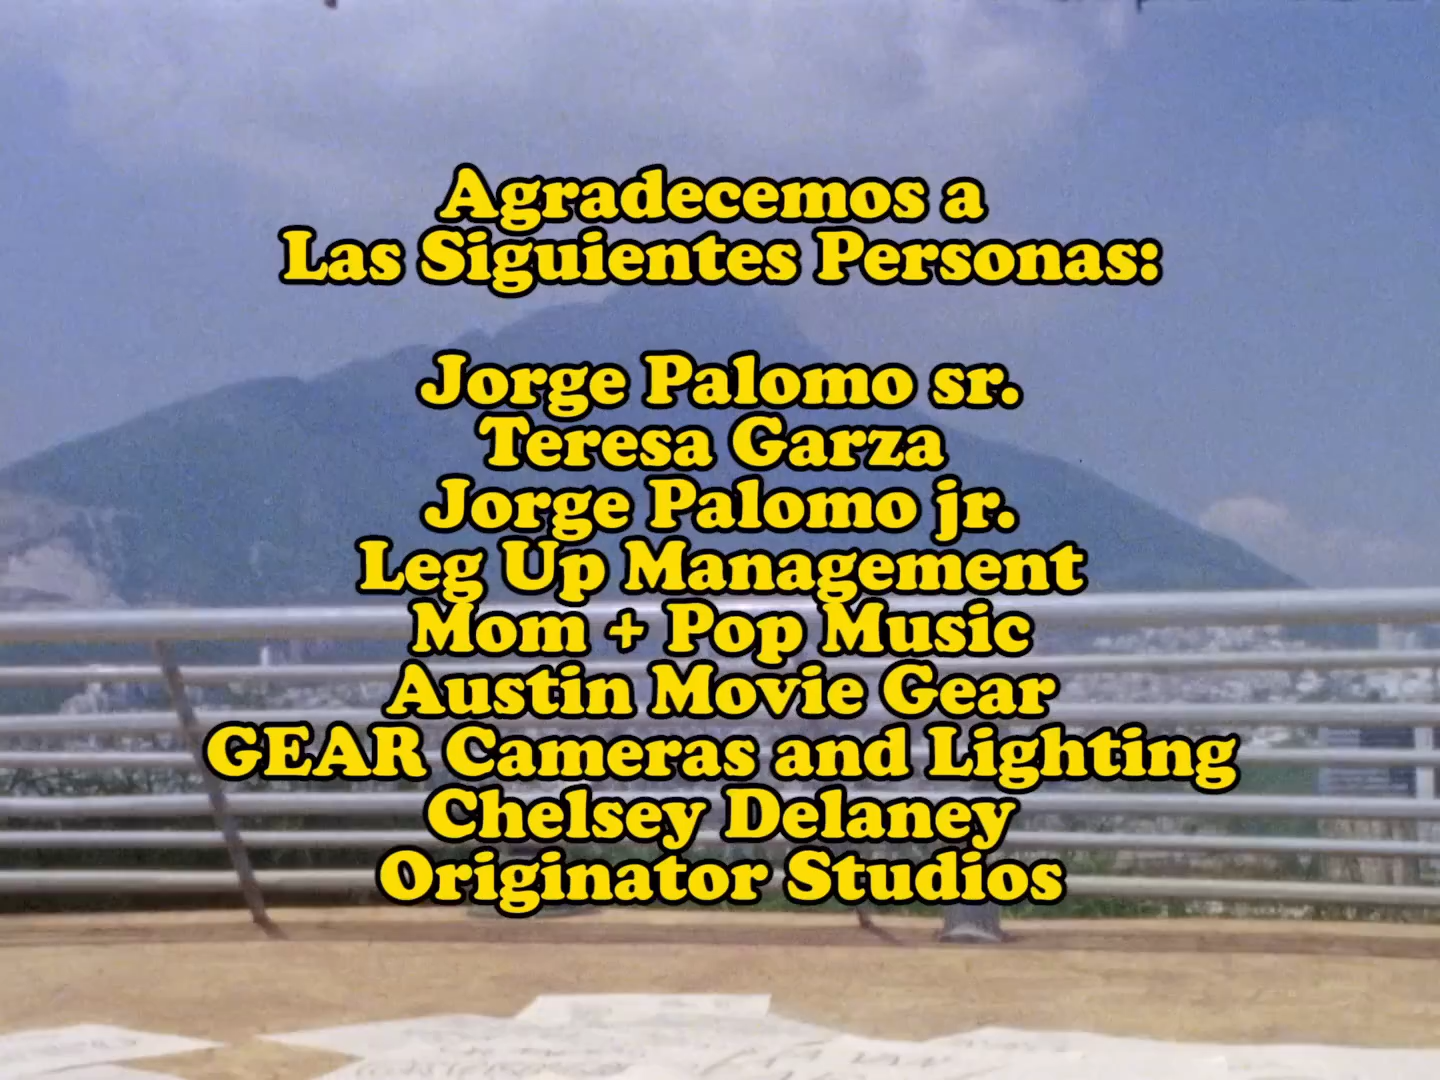 Agradecemos a
Las Siguientes Personas:
Jorge Palomo sr.
Teresa Garza
Jorge Palomo jr.
Leg Up Management
Mom + Pop Music
Austin Movie Gear
GEAR Cameras and Lighting
Chelsey Delaney
Originator Studios